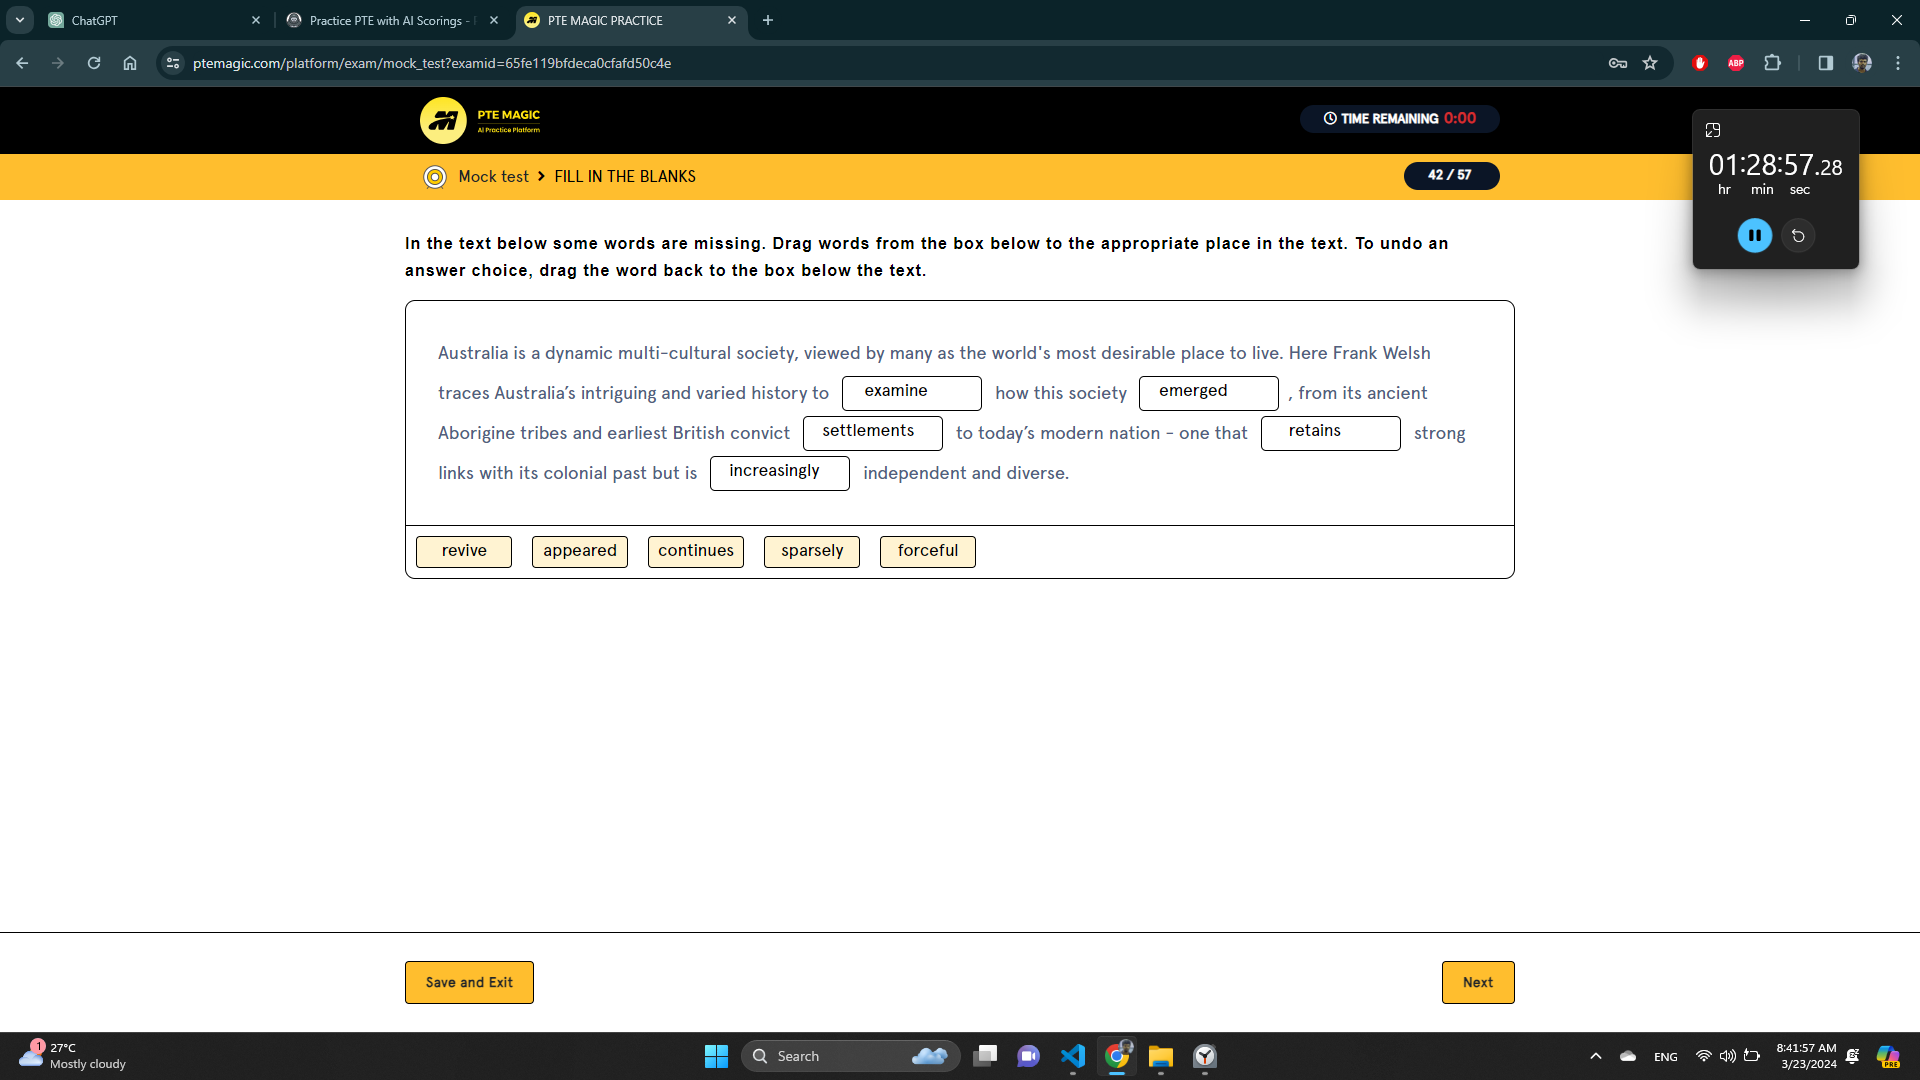 ChatGPT
Practice PTE with AI Scorings -
PTE MAGIC PRACTICE
ptemagic.com/platform/exam/mock_test?examid=65fe119bfdeca0cfafd50c4e
ABP
PTE MAGIC
AI Practice Platform
TIME REMAINING 0:00
01:28:57.28
hr min sec
Mock test > FILL IN THE BLANKS
42 / 57
In the text below some words are missing. Drag words from the box below to the appropriate place in the text. To undo an
answer choice, drag the word back to the box below the text.
Australia is a dynamic multi-cultural society, viewed by many as the world's most desirable place to live. Here Frank Welsh
traces Australia’s intriguing and varied history to examine how this society emerged , from its ancient
Aborigine tribes and earliest British convict settlements to today’s modern nation - one that retains strong
links with its colonial past but is increasingly independent and diverse.
revive appeared continues sparsely forceful
Save and Exit
Next
1
27°C
Mostly cloudy
Search
ENG
8:41:57 AM
3/23/2024
PRE